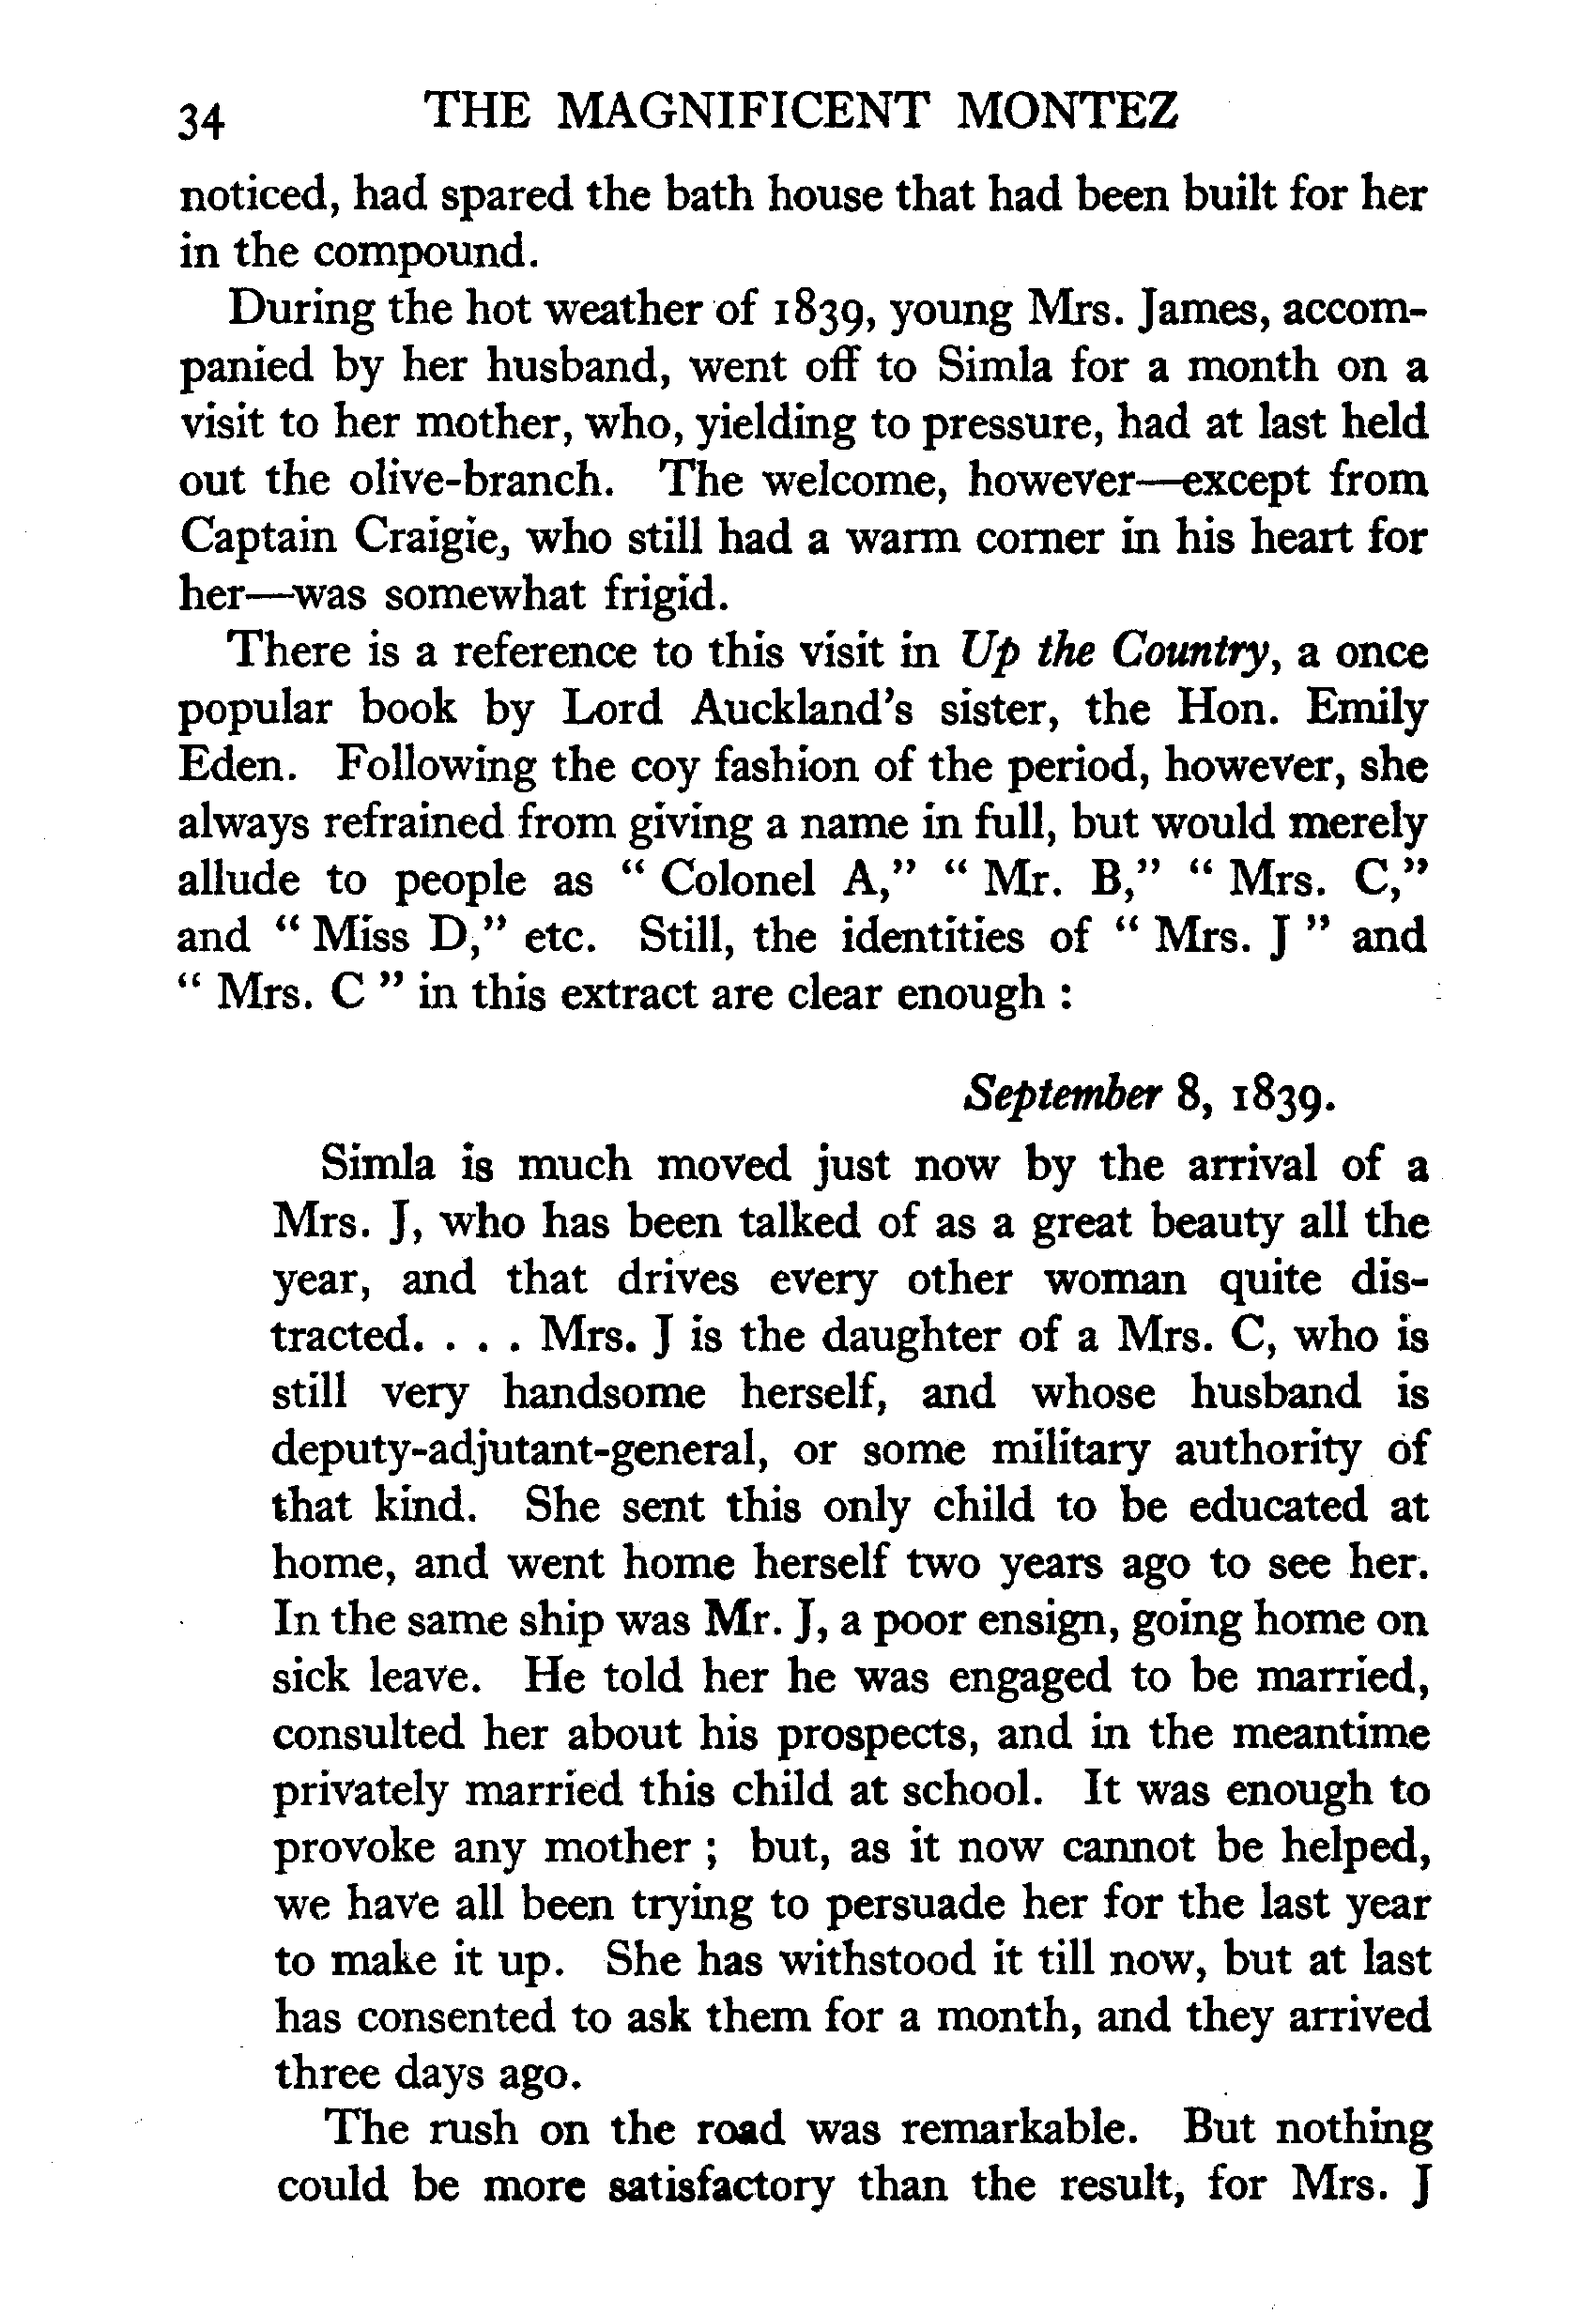 34 THE MAGNIFICENT MONTEZ
noticed, had spared the bath house that had been built for her
in the compound.
During the hot weather of 1839, young Mrs. James, accom-
panied by her husband, went off to Simla for a month on a
visit to her mother, who, yielding to pressure, had at last held
out the olive-branch. The welcome, however—except from
Captain Craigie, who still had a warm corner in his heart for
her—was somewhat frigid.
There is a reference to this visit in Up the Country, a once
popular book by Lord Auckland's sister, the Hon. Emily
Eden. Following the coy fashion of the period, however, she
always refrained from giving a name in full, but would merely
allude to people as “ Colonel A,” “ Mr. B,” “ Mrs. C,”
and “ Miss D,” etc. Still, the identities of “ Mrs. J ” and
“ Mrs. C ” in this extract are clear enough :
September 8, 1839.
Simla is much moved just now by the arrival of a
Mrs. J, who has been talked of as a great beauty all the
year, and that drives every other woman quite dis-
tracted. . . . Mrs. J is the daughter of a Mrs. C, who is
still very handsome herself, and whose husband is
deputy-adjutant-general, or some military authority of
that kind. She sent this only child to be educated at
home, and went home herself two years ago to see her.
In the same ship was Mr. J, a poor ensign, going home on
sick leave. He told her he was engaged to be married,
consulted her about his prospects, and in the meantime
privately married this child at school. It was enough to
provoke any mother ; but, as it now cannot be helped,
we have all been trying to persuade her for the last year
to make it up. She has withstood it till now, but at last
has consented to ask them for a month, and they arrived
three days ago.
The rush on the road was remarkable. But nothing
could be more satisfactory than the result, for Mrs. J